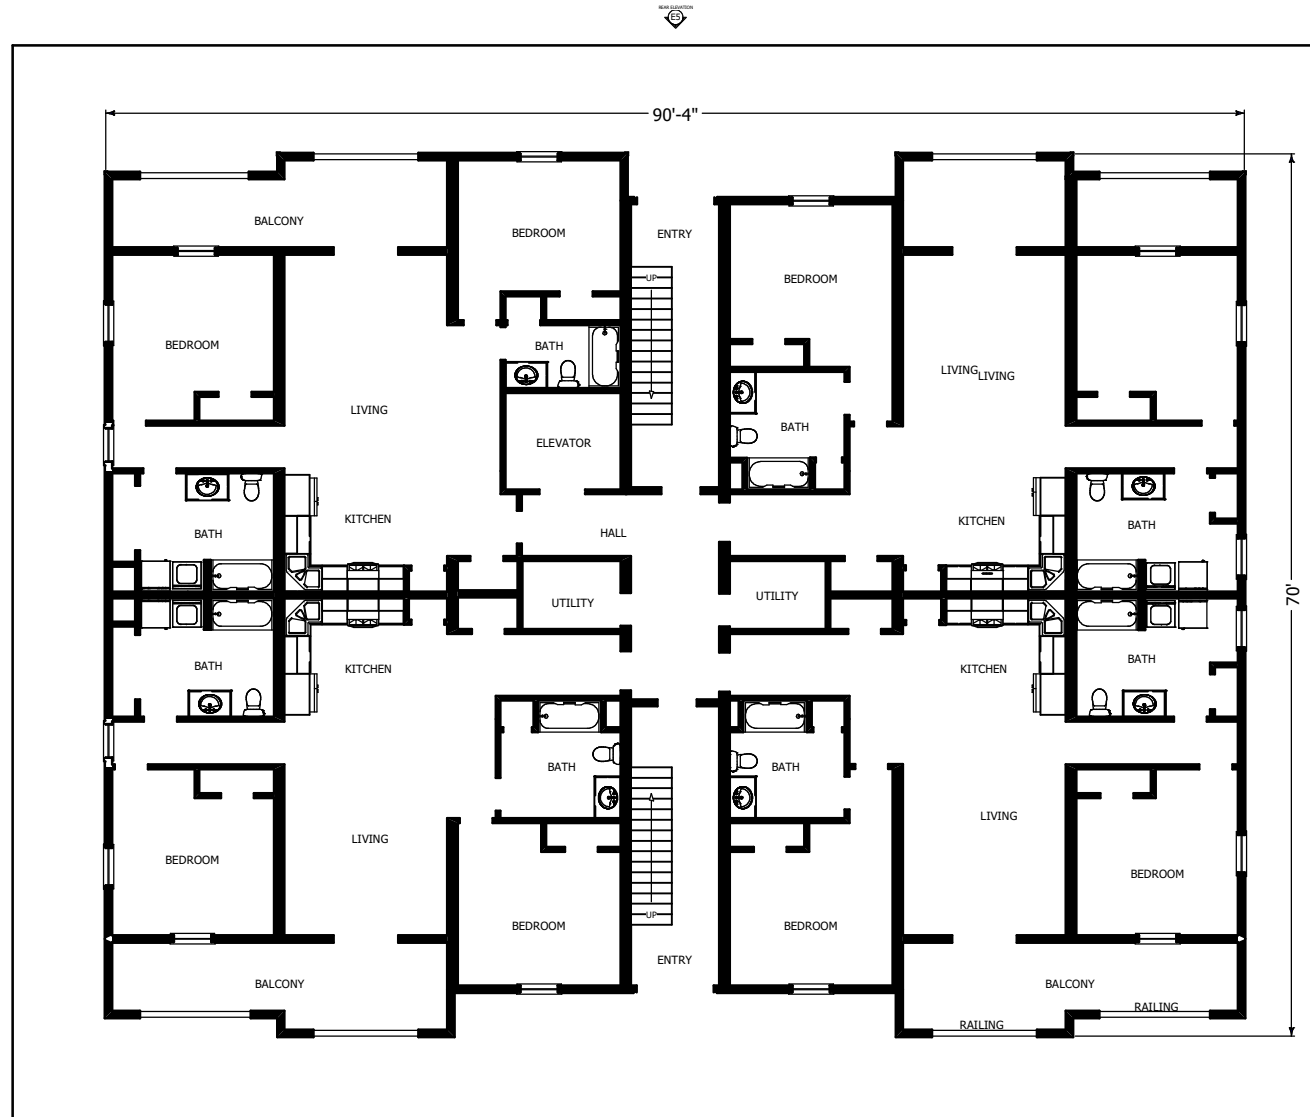 REAR ELEVATION
E5
90'-4"
BALCONY
BEDROOM
ENTRY
UP
BEDROOM
BEDROOM
BATH
LIVING
LIVING
LIVING
ELEVATOR
BATH
KITCHEN
HALL
KITCHEN
BATH
BATH
UTILITY
UTILITY
70'
BATH
KITCHEN
KITCHEN
BATH
BATH
BATH
LIVING
LIVING
BEDROOM
BEDROOM
UP
BEDROOM
BEDROOM
ENTRY
BALCONY
BALCONY
RAILING
RAILING